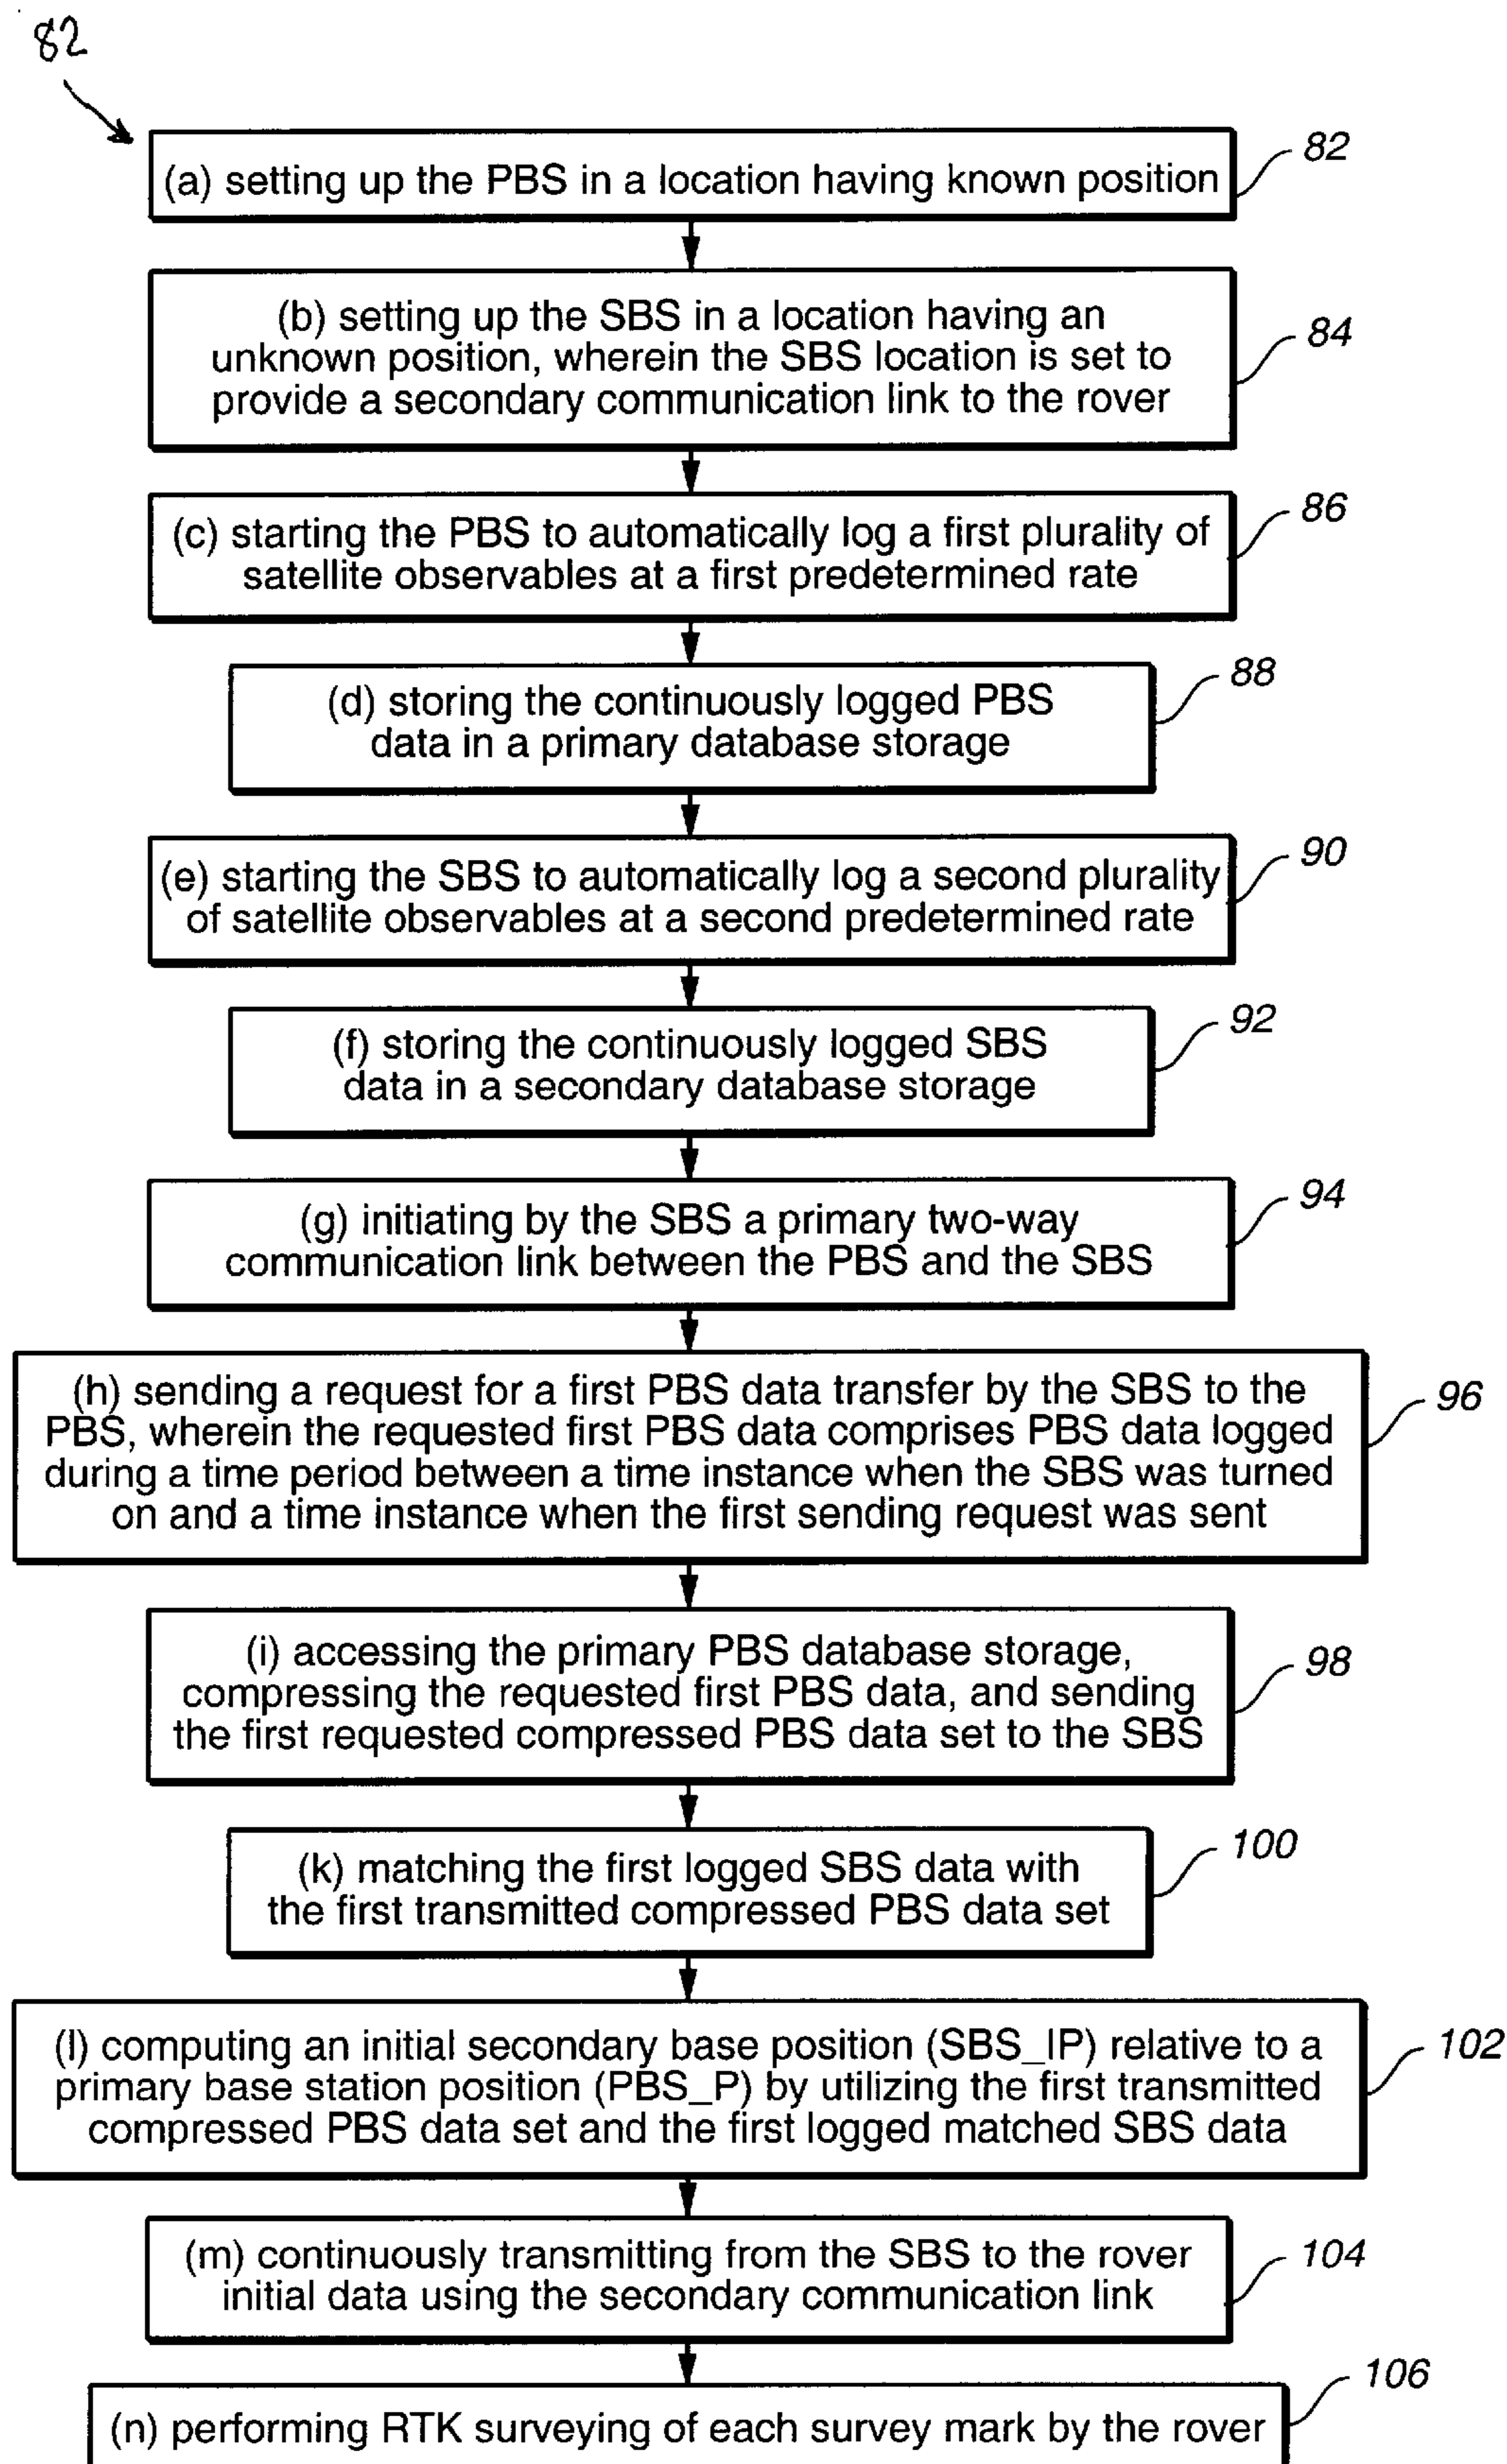 82
(a) setting up the PBS in a location having known position
82
(b) setting up the SBS in a location having an
unknown position, wherein the SBS location is set to
provide a secondary communication link to the rover
84
(c) starting the PBS to automatically log a first plurality of
satellite observables at a first predetermined rate
86
(d) storing the continuously logged PBS
data in a primary database storage
88
(e) starting the SBS to automatically log a second plurality
of satellite observables at a second predetermined rate
90
(f) storing the continuously logged SBS
data in a secondary database storage
92
(g) initiating by the SBS a primary two-way
communication link between the PBS and the SBS
94
(h) sending a request for a first PBS data transfer by the SBS to the
PBS, wherein the requested first PBS data comprises PBS data logged
during a time period between a time instance when the SBS was turned
on and a time instance when the first sending request was sent
96
(i) accessing the primary PBS database storage,
compressing the requested first PBS data, and sending
the first requested compressed PBS data set to the SBS
98
(k) matching the first logged SBS data with
the first transmitted compressed PBS data set
100
(l) computing an initial secondary base position (SBS_IP) relative to a
primary base station position (PBS_P) by utilizing the first transmitted
compressed PBS data set and the first logged matched SBS data
102
(m) continuously transmitting from the SBS to the rover
initial data using the secondary communication link
104
(n) performing RTK surveying of each survey mark by the rover
106